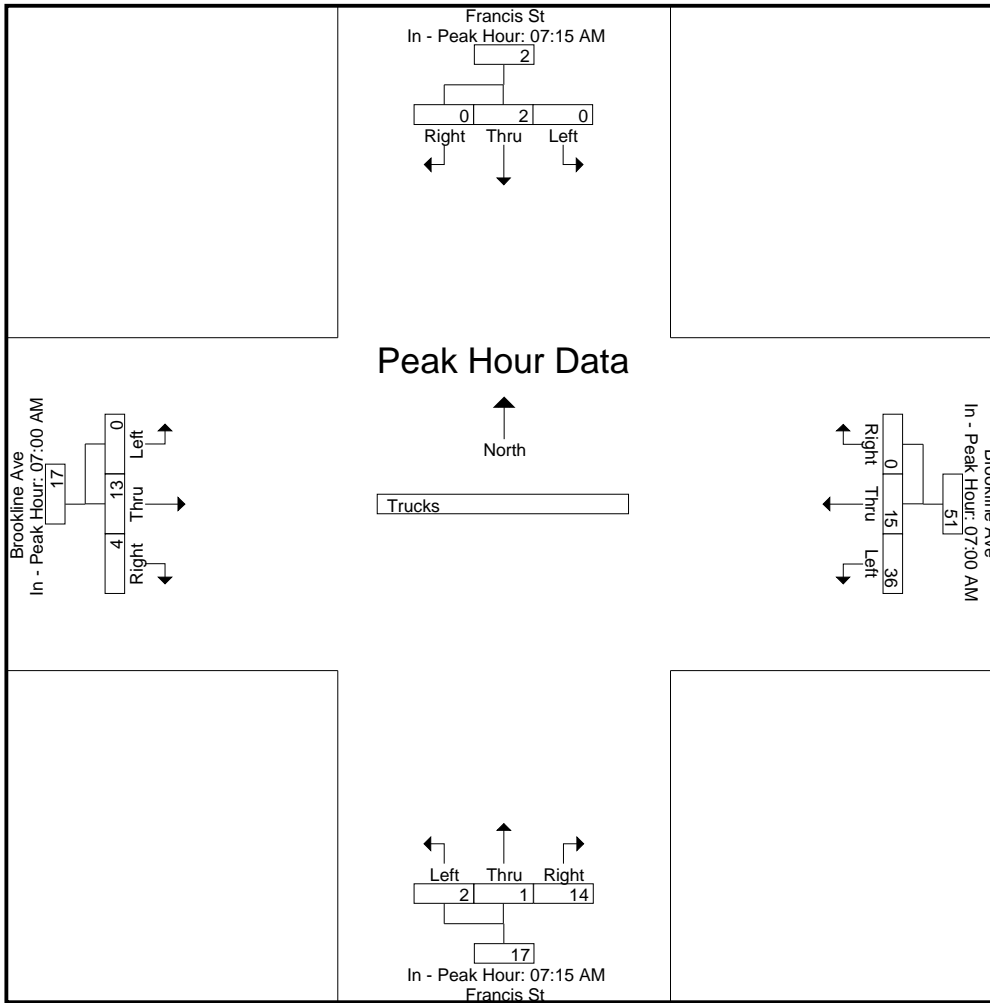 Francis St
In - Peak Hour: 07:15 AM
2
0 2 0
Right Thru Left
Peak Hour Data
North
Trucks
Brookline Ave
In - Peak Hour: 07:00 AM
17
0 13 4
Left Thru Right
Brookline Ave
In - Peak Hour: 07:00 AM
51
0 15 36
Right Thru Left
Left Thru Right
2 1 14
17
In - Peak Hour: 07:15 AM
Francis St